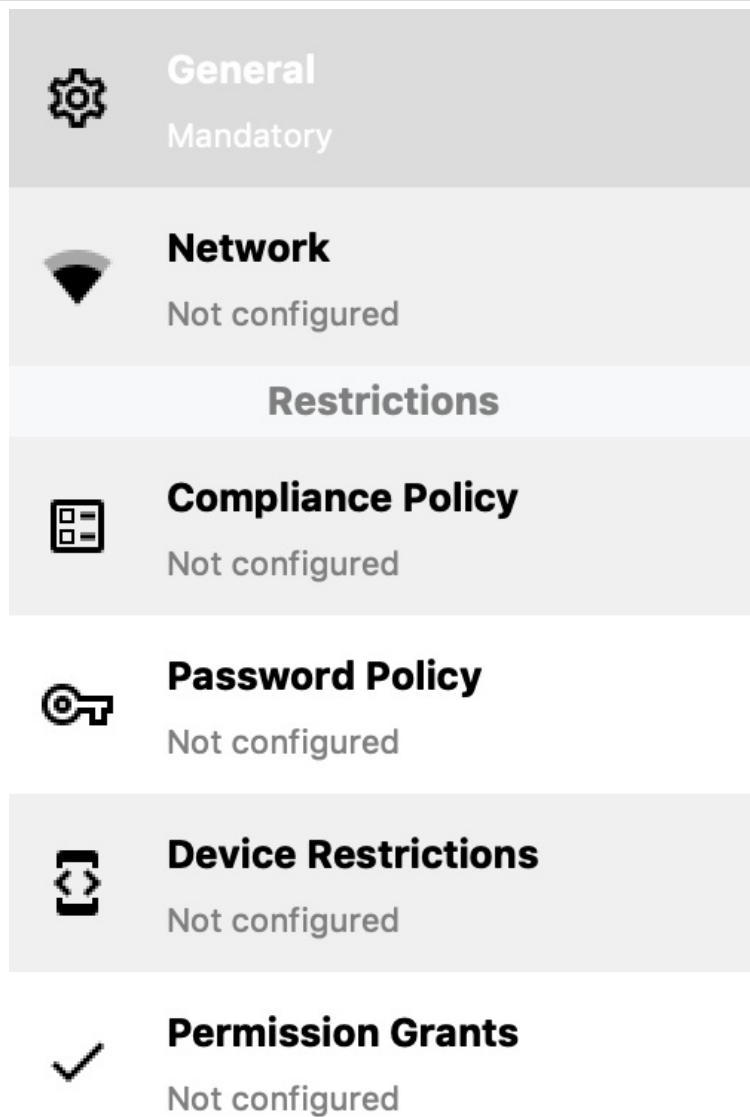 General
Mandatory
Network
Not configured
Restrictions
Compliance Policy
Not configured
Password Policy
Not configured
Device Restrictions
Not configured
Permission Grants
Not configured